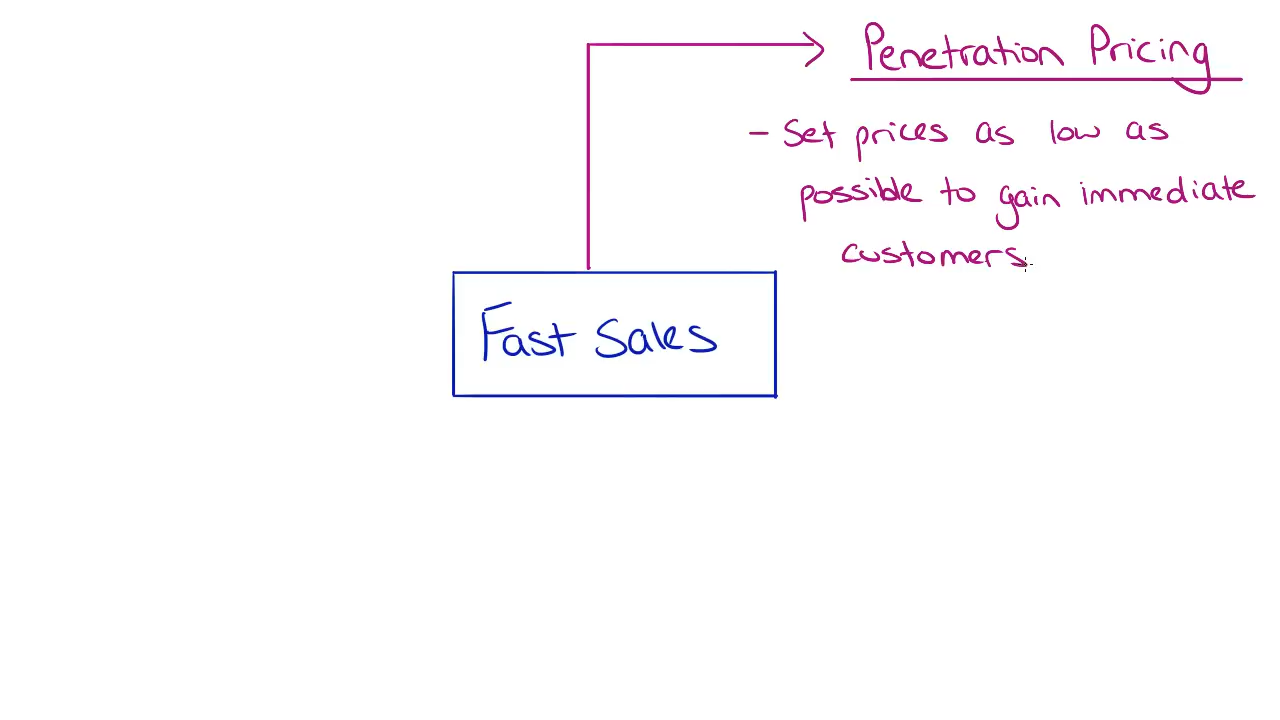 Penetration Pricing
- Set prices as low as
possible to gain immediate
customers
Fast Sales